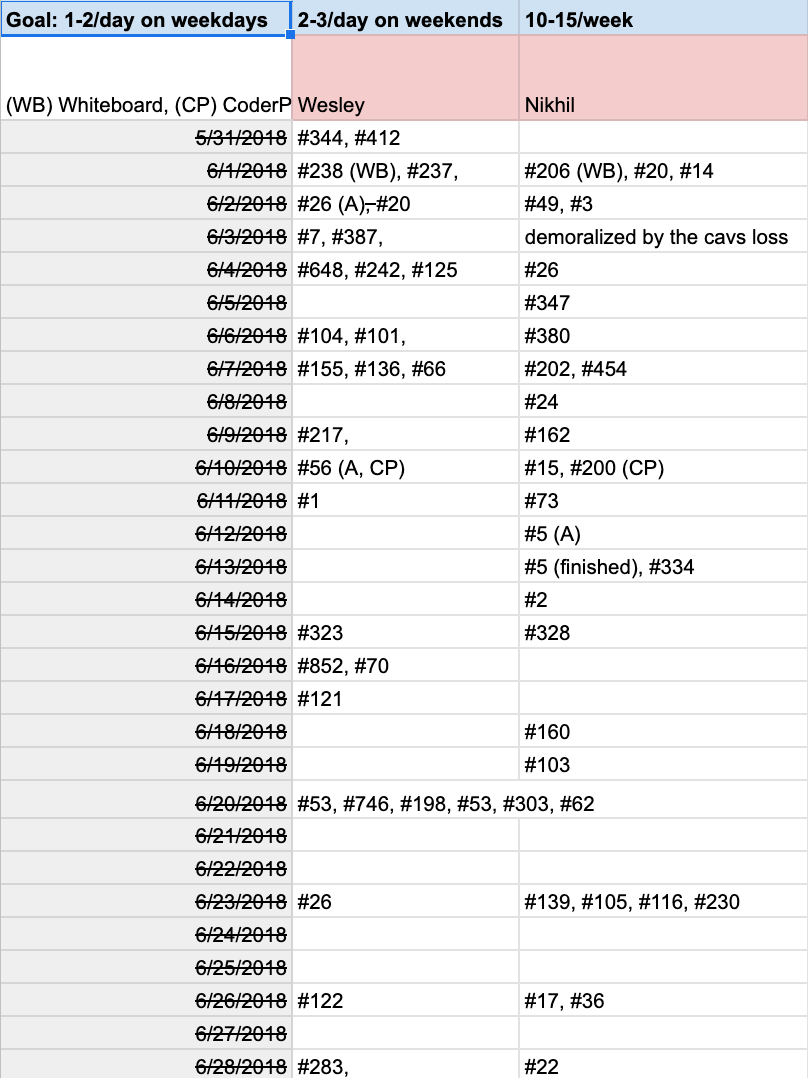 Goal: 1-2/day on weekdays 2-3/day on weekends 10-15/week
(WB) Whiteboard, (CP) CoderP Wesley Nikhil
5/31/2018 #344, #412
6/1/2018 #238 (WB), #237, #206 (WB), #20, #14
6/2/2018 #26 (A), #20 #49, #3
6/3/2018 #7, #387, demoralized by the cavs loss
6/4/2018 #648, #242, #125 #26
6/5/2018 #347
6/6/2018 #104, #101, #380
6/7/2018 #155, #136, #66 #202, #454
6/8/2018 #24
6/9/2018 #217, #162
6/10/2018 #56 (A, CP) #15, #200 (CP)
6/11/2018 #1 #73
6/12/2018 #5 (A)
6/13/2018 #5 (finished), #334
6/14/2018 #2
6/15/2018 #323 #328
6/16/2018 #852, #70
6/17/2018 #121
6/18/2018 #160
6/19/2018 #103
6/20/2018 #53, #746, #198, #53, #303, #62
6/21/2018
6/22/2018
6/23/2018 #26 #139, #105, #116, #230
6/24/2018
6/25/2018
6/26/2018 #122 #17, #36
6/27/2018
6/28/2018 #283, #22